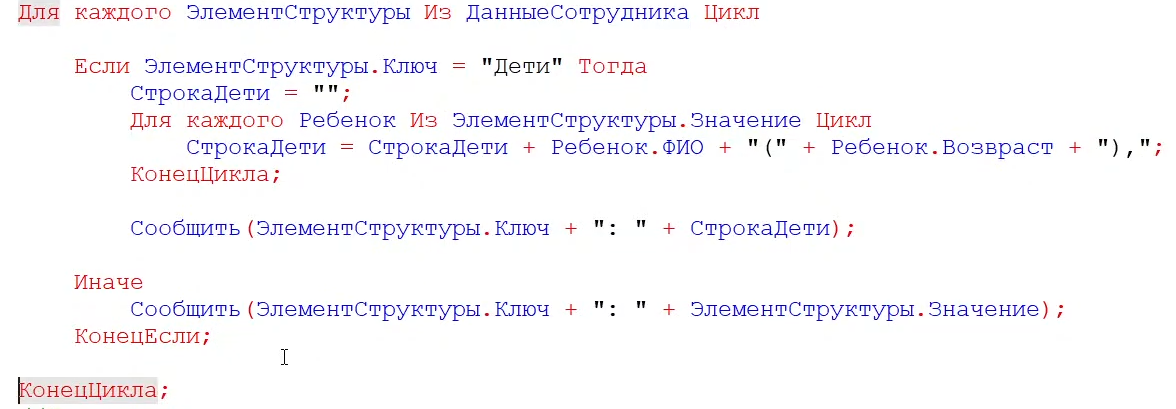 Для каждого ЭлементСтруктуры Из ДанныеСотрудника Цикл
Если ЭлементСтруктуры.Ключ = "Дети" Тогда
СтрокаДети = "";
Для каждого Ребенок Из ЭлементСтруктуры.Значение Цикл
СтрокаДети = СтрокаДети + Ребенок.ФИО + "(" + Ребенок.Возвраст + "),";
КонецЦикла;
Сообщить(ЭлементСтруктуры.Ключ + ": " + СтрокаДети);
Иначе
Сообщить(ЭлементСтруктуры.Ключ + ": " + ЭлементСтруктуры.Значение);
КонецЕсли;
КонецЦикла;